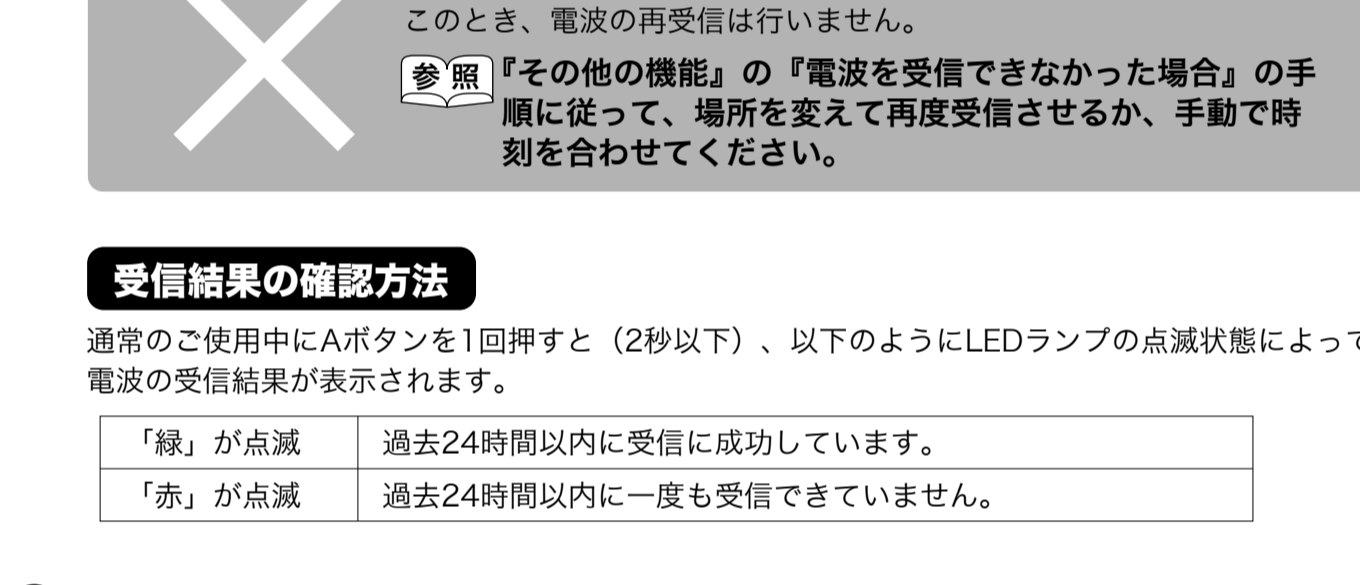 このとき、電波の再受信は行いません。
参照 『その他の機能』の『電波を受信できなかった場合』の手
順に従って、場所を変えて再度受信させるか、手動で時
刻を合わせてください。
受信結果の確認方法
通常のご使用中にAボタンを1回押すと（2秒以下）、以下のようにLEDランプの点滅状態によって
電波の受信結果が表示されます。
「緑」が点滅 過去24時間以内に受信に成功しています。
「赤」が点滅 過去24時間以内に一度も受信できていません。